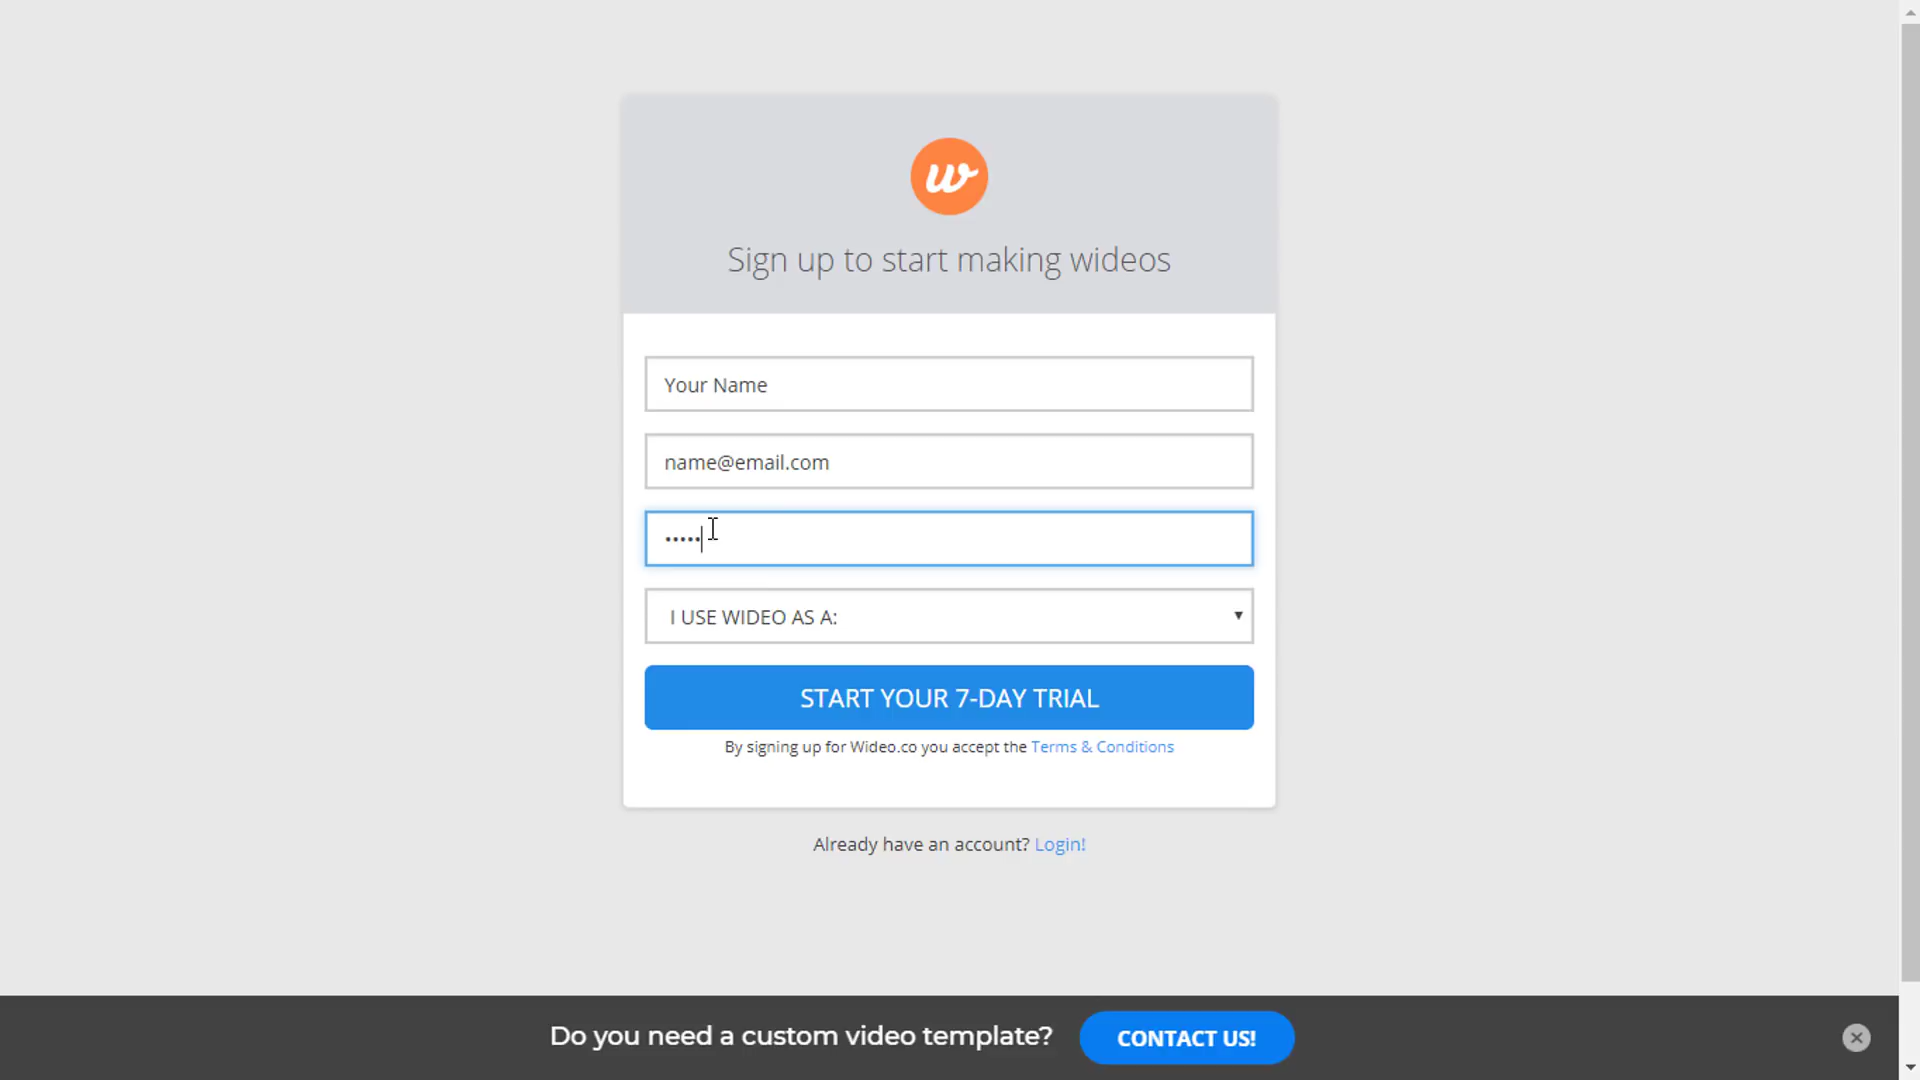 w
Sign up to start making wideos
Your Name
name@email.com
•••••
I USE WIDEO AS A:
START YOUR 7-DAY TRIAL
By signing up for Wideo.co you accept the Terms & Conditions
Already have an account? Login!
Do you need a custom video template? CONTACT US!